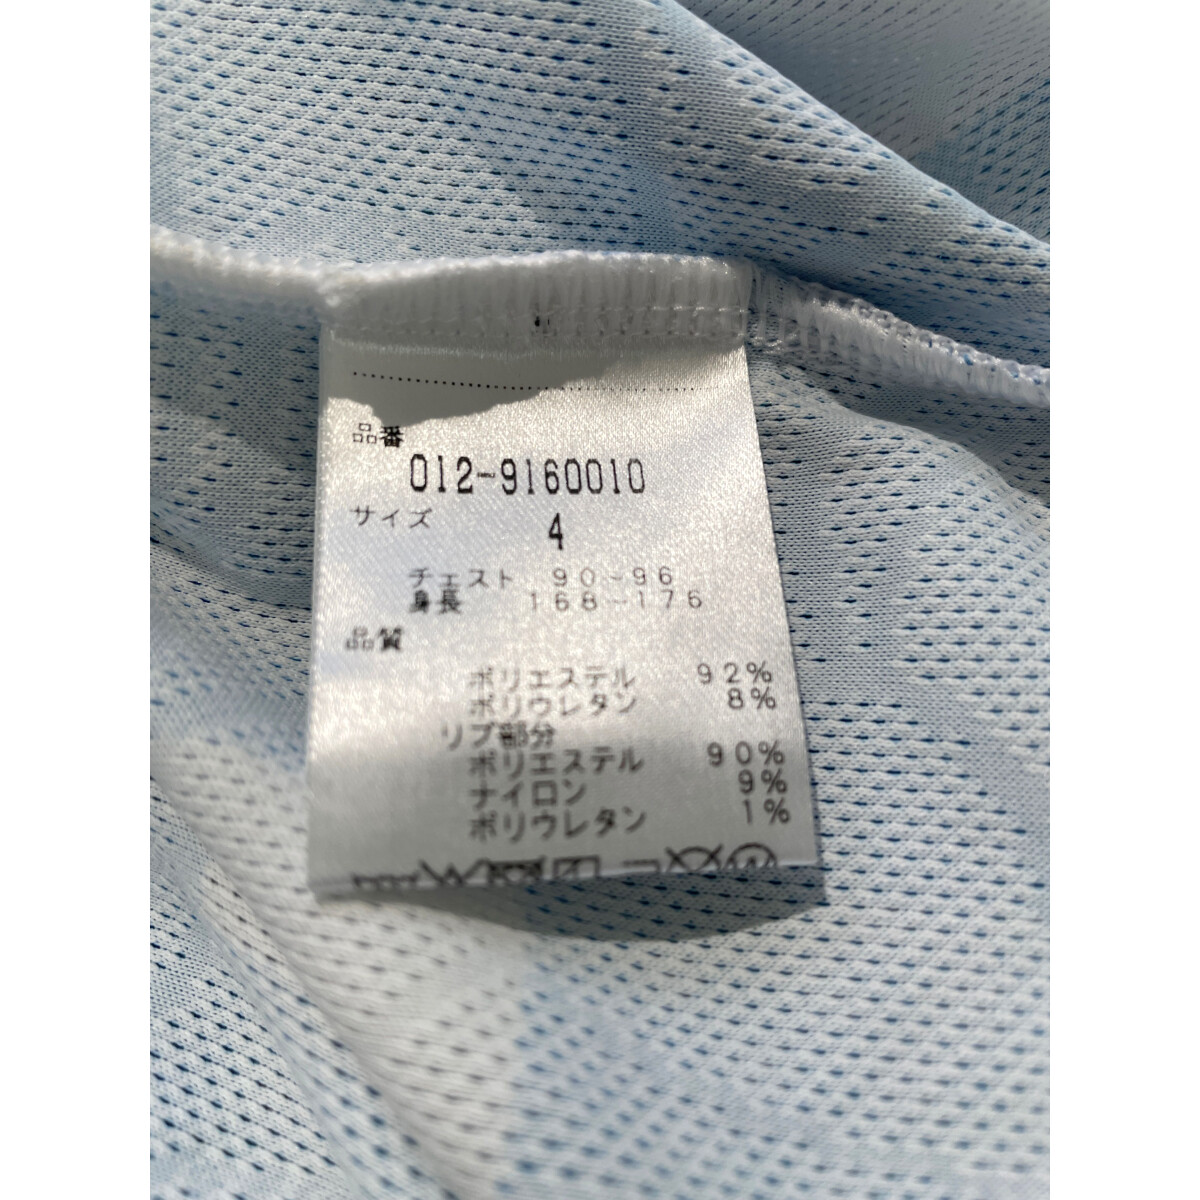 品番
012-9160010
サイズ 4
チェスト 90-96
身長 168-176
品質
ポリエステル 92%
ポリウレタン 8%
リブ部分
ポリエステル 90%
ナイロン 9%
ポリウレタン 1%